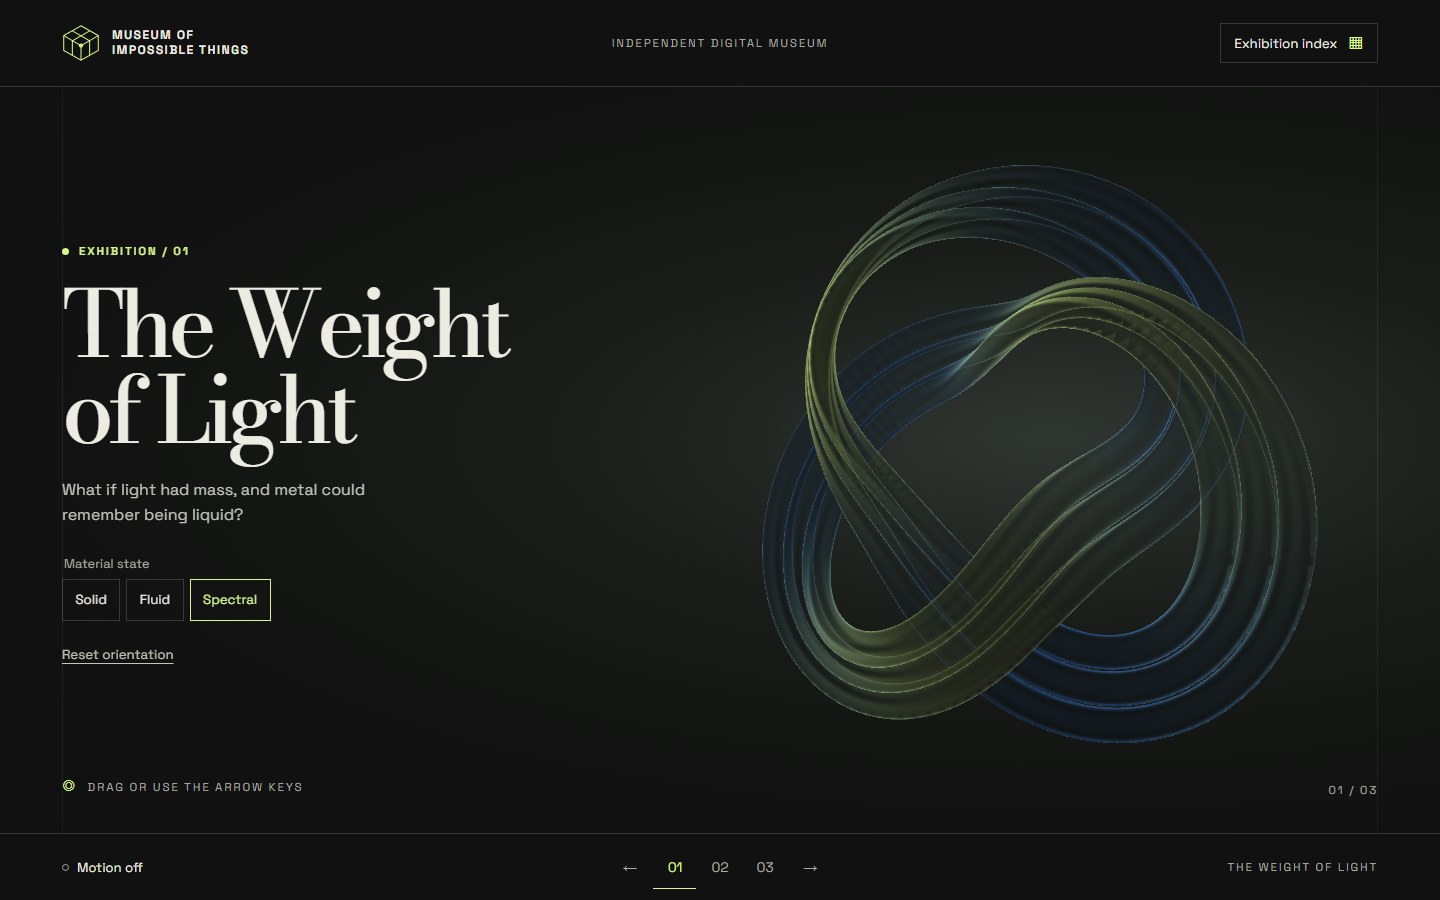 MUSEUM OF
IMPOSSIBLE THINGS
INDEPENDENT DIGITAL MUSEUM
Exhibition index
EXHIBITION / 01
The Weight
of Light
What if light had mass, and metal could
remember being liquid?
Material state
Solid
Fluid
Spectral
Reset orientation
DRAG OR USE THE ARROW KEYS
01 / 03
Motion off
← 01 02 03 →
THE WEIGHT OF LIGHT